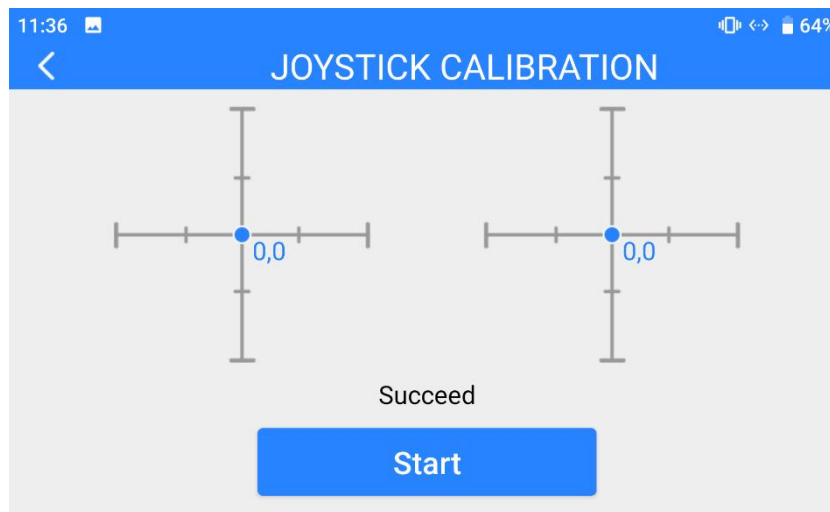 11:36 64%
JOYSTICK CALIBRATION
0,0 0,0
Succeed
Start